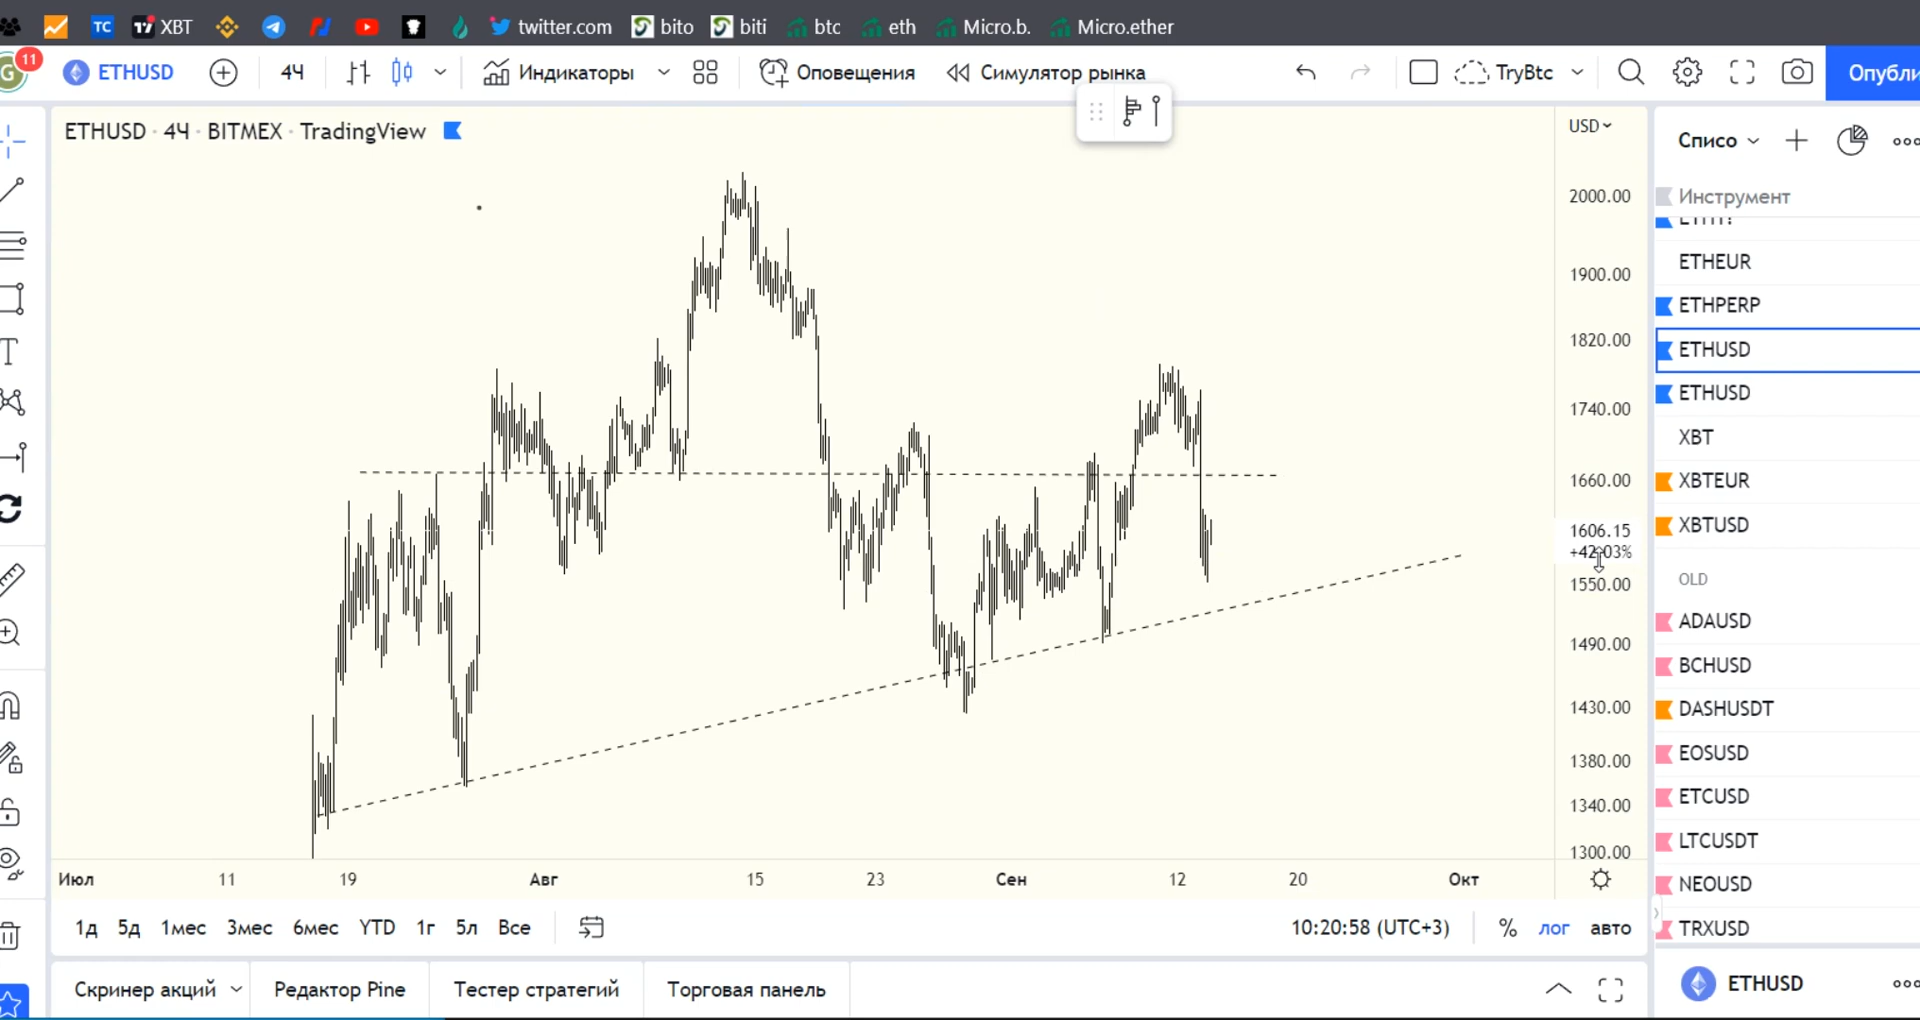 TC
XBT
twitter.com
bito
biti
btc
eth
Micro.b.
Micro.ether
G
11
ETHUSD
4Ч
Индикаторы
Оповещения
Симулятор рынка
TryBtc
ETHUSD · 4Ч · BITMEX · TradingView
USD
2000.00
1900.00
1820.00
1740.00
1660.00
1606.15
1550.00
1490.00
1430.00
1380.00
1340.00
1300.00
Июл
11
19
Авг
15
23
Сен
12
20
Окт
1д
5д
1мес
3мес
6мес
YTD
1г
5л
Все
10:20:58 (UTC+3)
%
лог
авто
Скринер акций
Редактор Pine
Тестер стратегий
Торговая панель
Опубли
Списо
Инструмент
ETHEUR
ETHPERP
ETHUSD
ETHUSD
XBT
XBTEUR
XBTUSD
OLD
ADAUSD
BCHUSD
DASHUSDT
EOSUSD
ETCUSD
LTCUSDT
NEOUSD
TRXUSD
ETHUSD